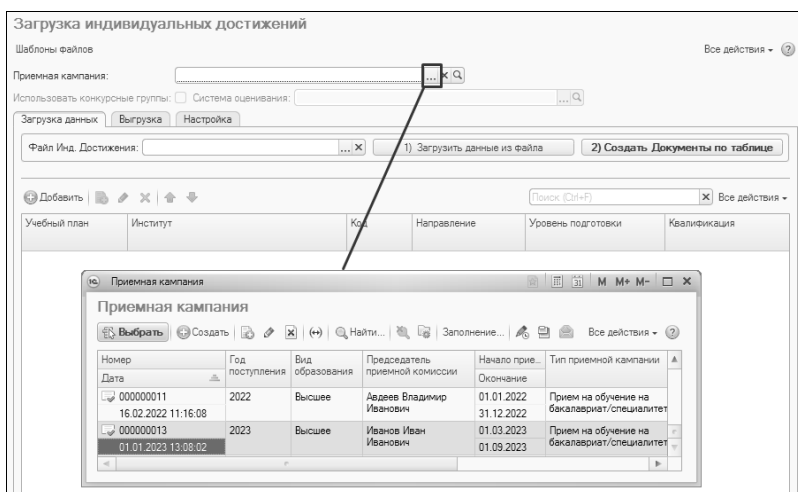 Загрузка индивидуальных достижений
Шаблоны файлов
Все действия
Приемная кампания:
Использовать конкурсные группы: Система оценивания:
Загрузка данных Выгрузка Настройка
Файл Инд. Достижения: 1) Загрузить данные из файла 2) Создать Документы по таблице
Добавить Поиск (Ctrl+F) Все действия
Учебный план Институт Код Направление Уровень подготовки Квалификация
Приемная кампания M M+ M-
Приемная кампания
Выбрать Создать Найти... Заполнение... Все действия
Номер Год поступления Вид образования Председатель приемной комиссии Начало прие... Тип приемной кампании
Дата Окончание
000000011 2022 Высшее Авдеев Владимир 01.01.2022 Прием на обучение на
16.02.2022 11:16:08 Иванович 31.12.2022 бакалавриат/специалитет
000000013 2023 Высшее Иванов Иван 01.03.2023 Прием на обучение на
01.01.2023 13:08:02 Иванович 01.09.2023 бакалавриат/специалитет